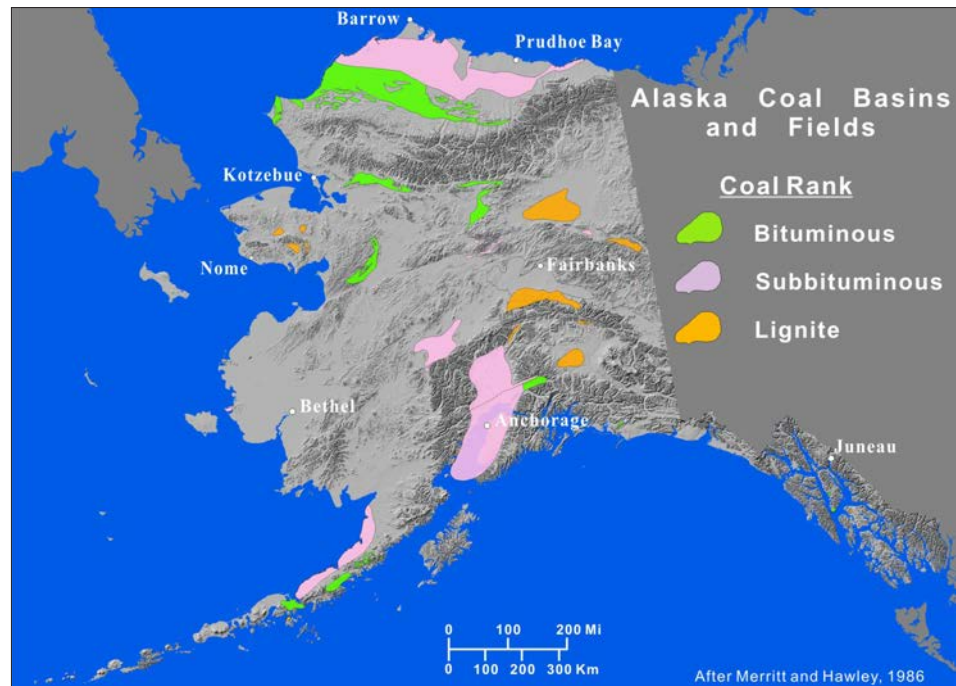 Barrow
Prudhoe Bay
Alaska Coal Basins
and Fields
Kotzebue
Coal Rank
Bituminous
Nome
Fairbanks
Subbituminous
Lignite
Bethel
Anchorage
Juneau
0 100 200 Mi
0 100 200 300 Km
After Merritt and Hawley, 1986